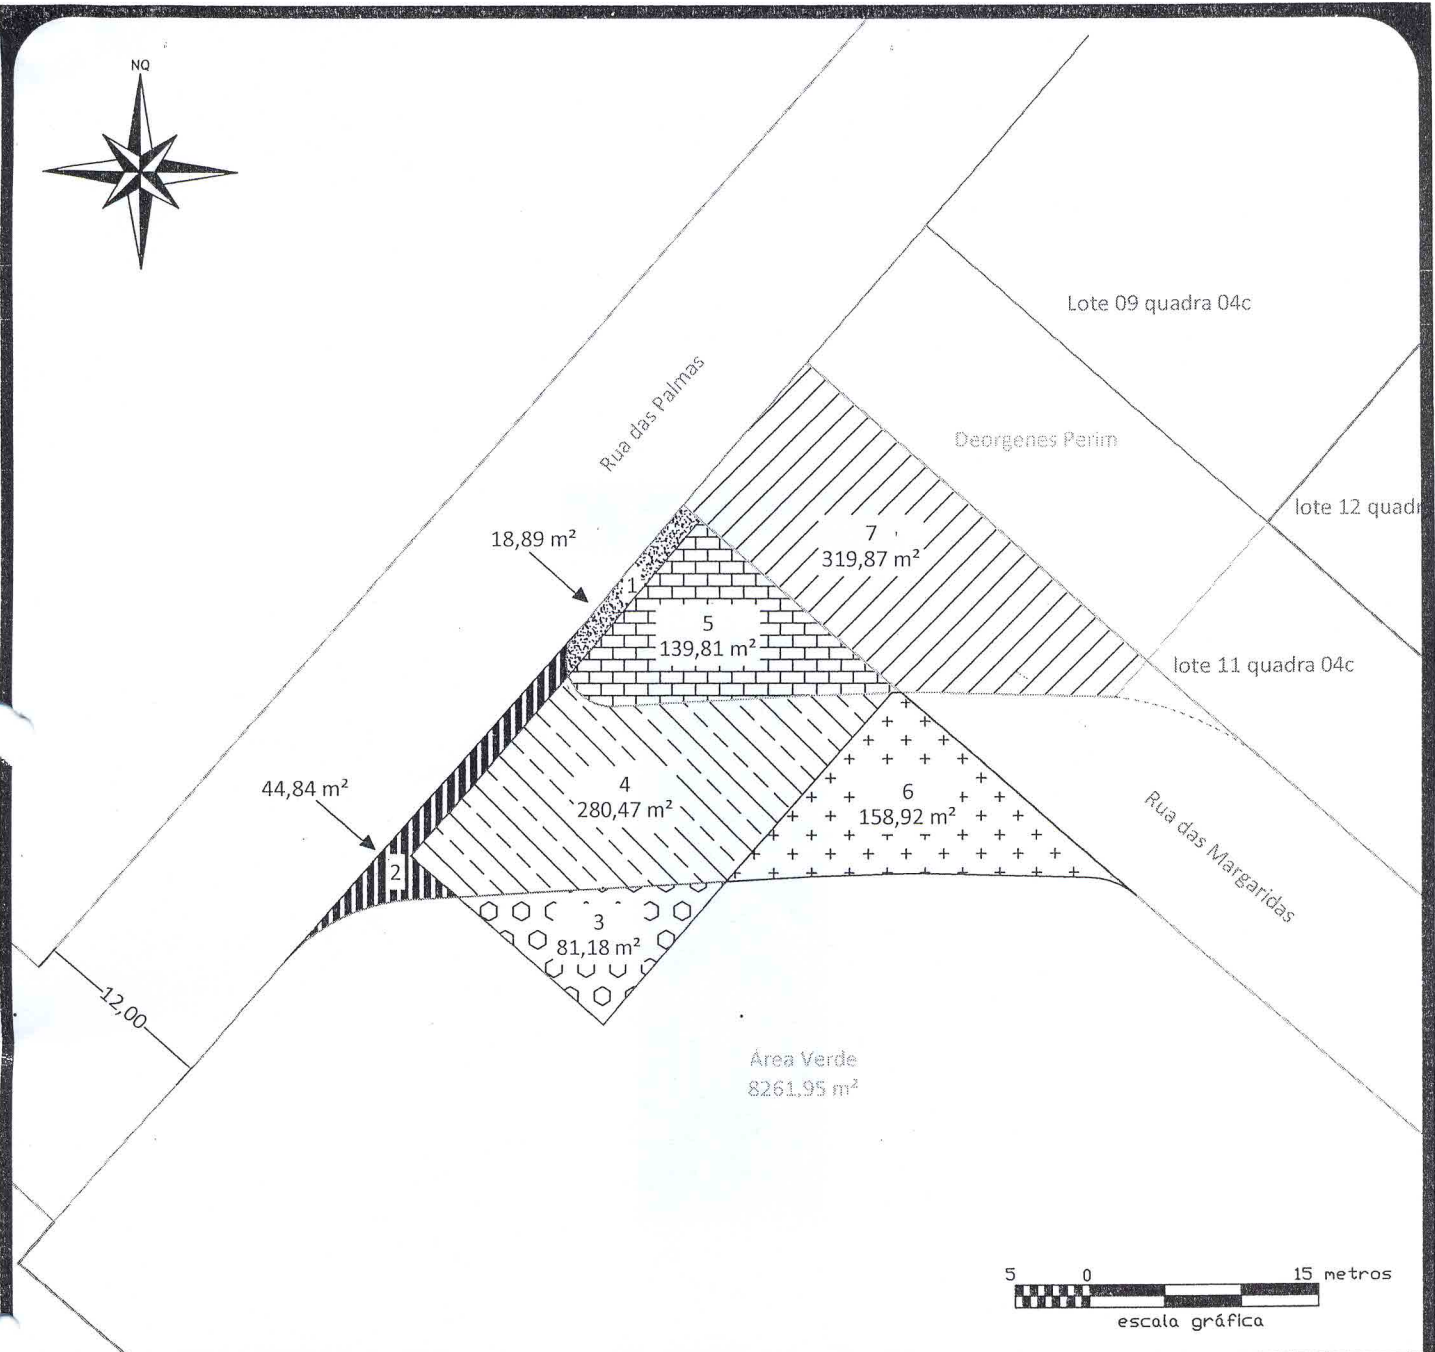 NQ
Lote 09 quadra 04c
Rua das Palmas
Deorgenes Perim
lote 12 quadr
18,89 m²
7
319,87 m²
1
5
139,81 m²
lote 11 quadra 04c
44,84 m²
4
280,47 m²
6
158,92 m²
Rua das Margaridas
2
3
81,18 m²
12,00
Área Verde
8261,95 m²
5 0 15 metros
escala gráfica